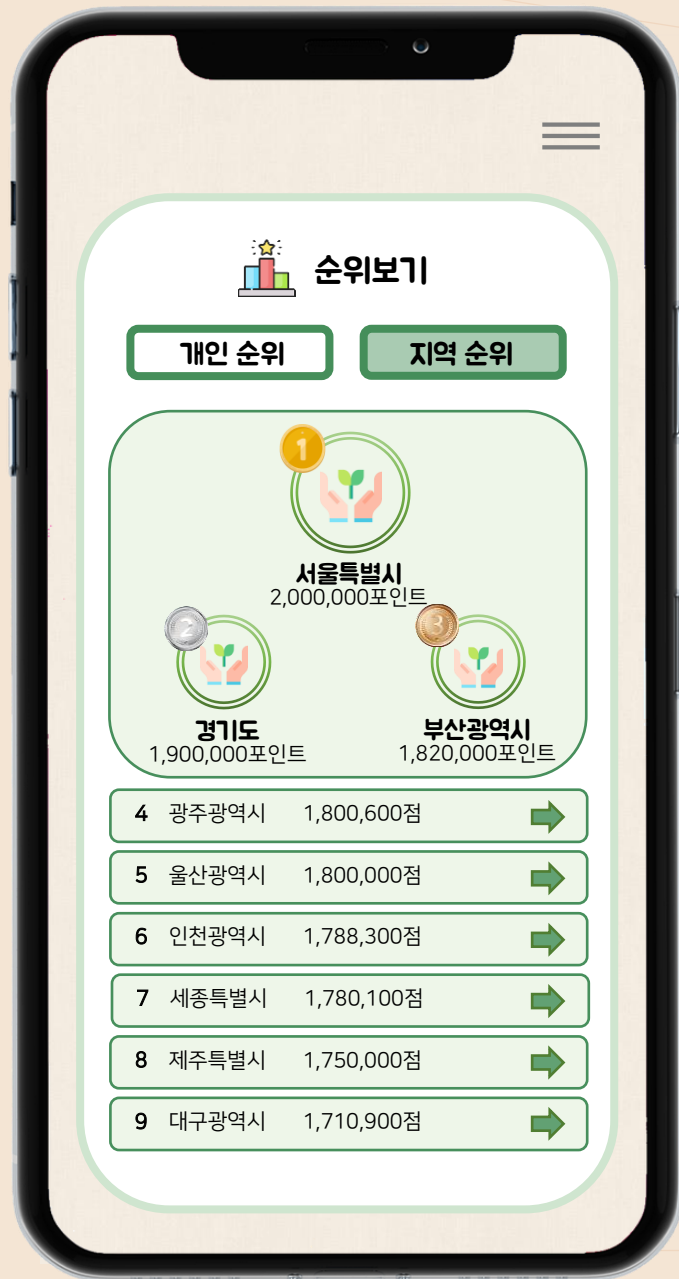 순위보기
개인 순위
지역 순위
1
서울특별시
2,000,000포인트
2
경기도
1,900,000포인트
3
부산광역시
1,820,000포인트
4 광주광역시 1,800,600점
5 울산광역시 1,800,000점
6 인천광역시 1,788,300점
7 세종특별시 1,780,100점
8 제주특별시 1,750,000점
9 대구광역시 1,710,900점